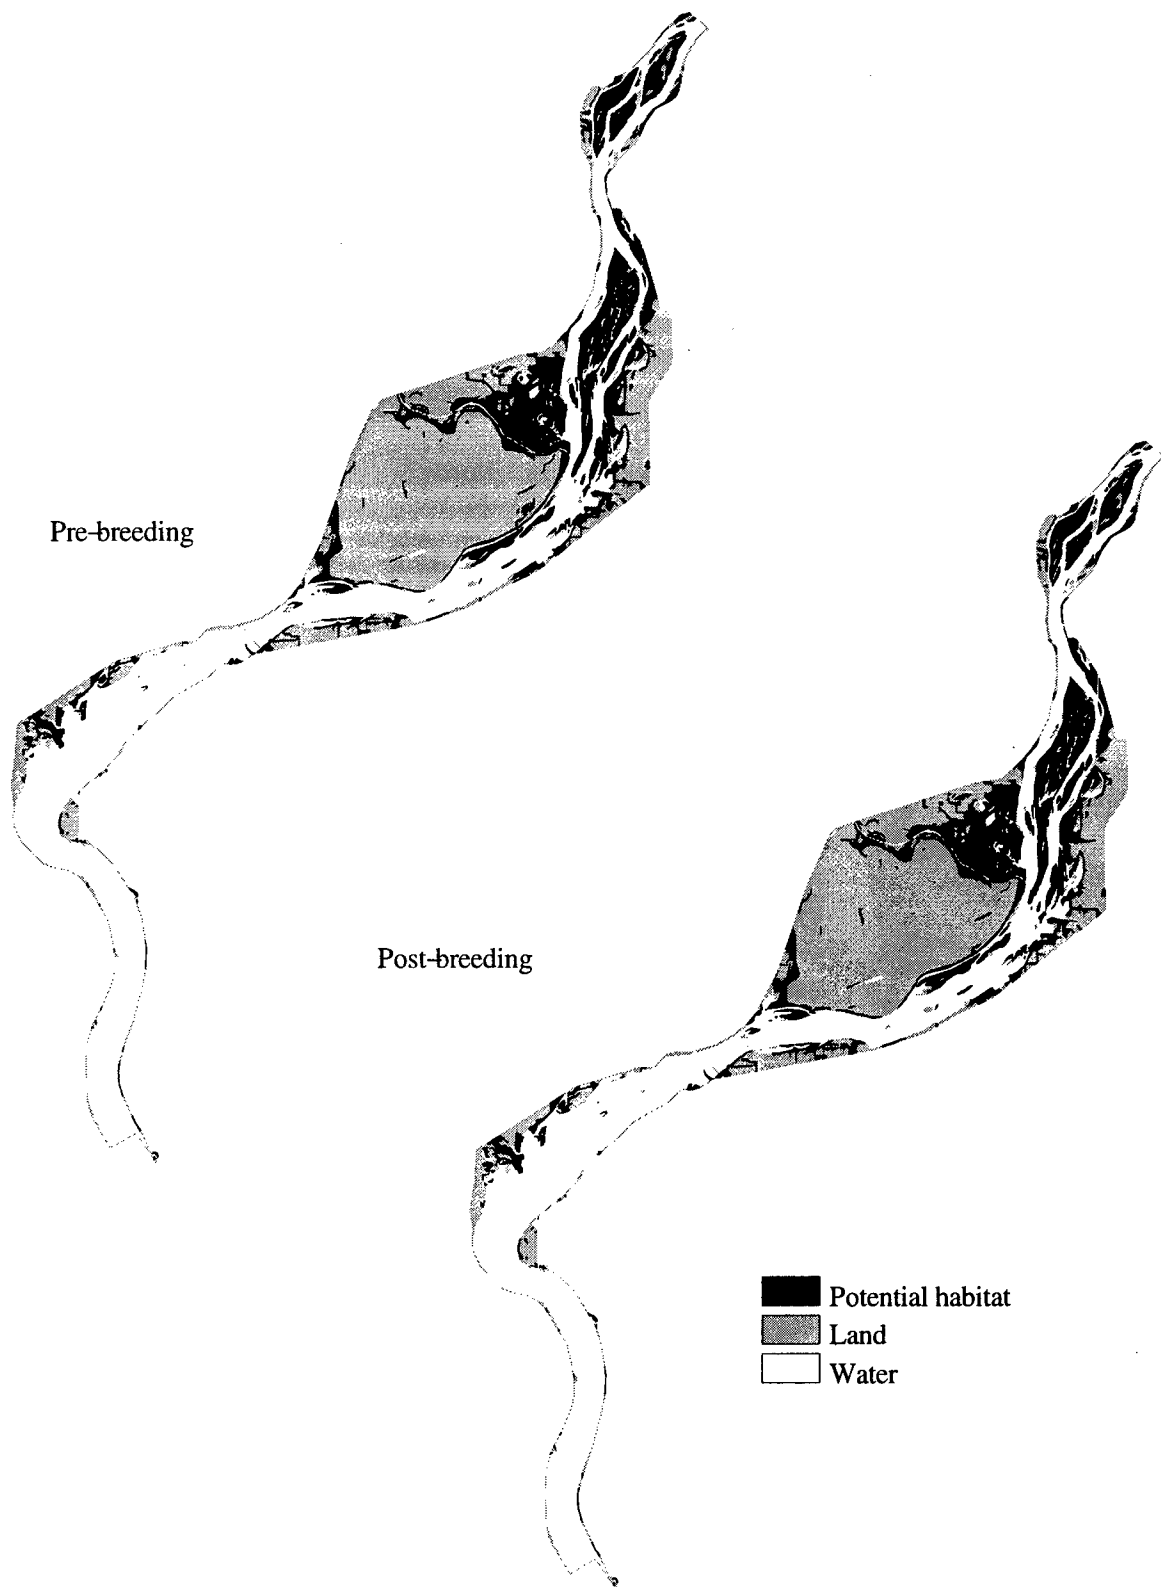 Pre-breeding
Post-breeding
Potential habitat
Land
Water